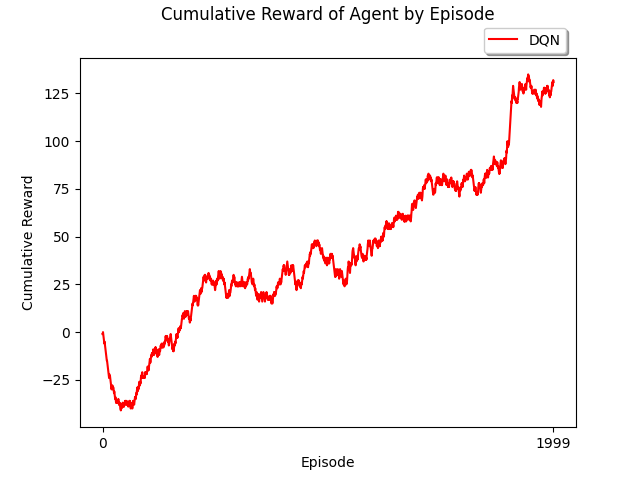 Cumulative Reward of Agent by Episode
DQN
125
100
75
50
25
0
−25
Cumulative Reward
0 1999
Episode